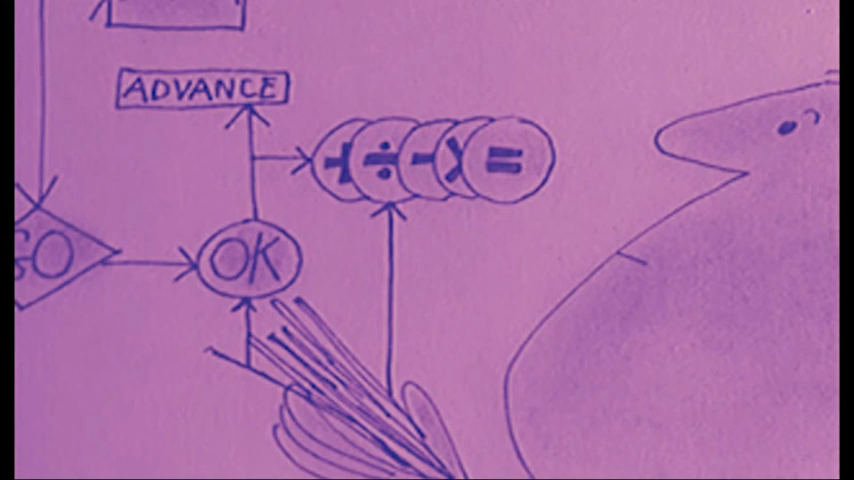 ADVANCE
+ ÷ - × =
GO
OK